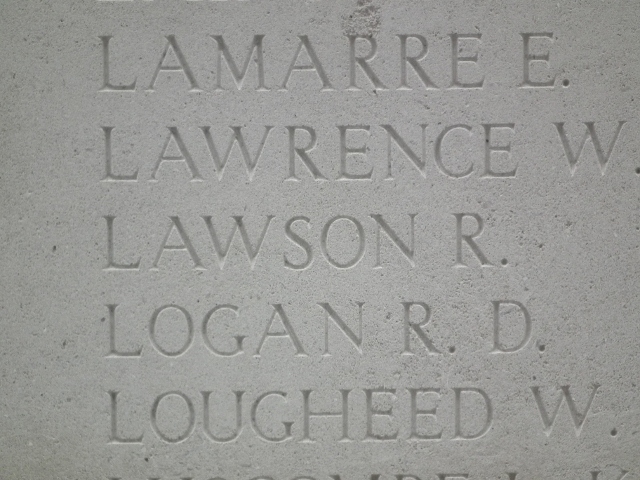 LAMARRE E.
LAWRENCE W.
LAWSON R.
LOGAN R. D.
LOUGHEED W.